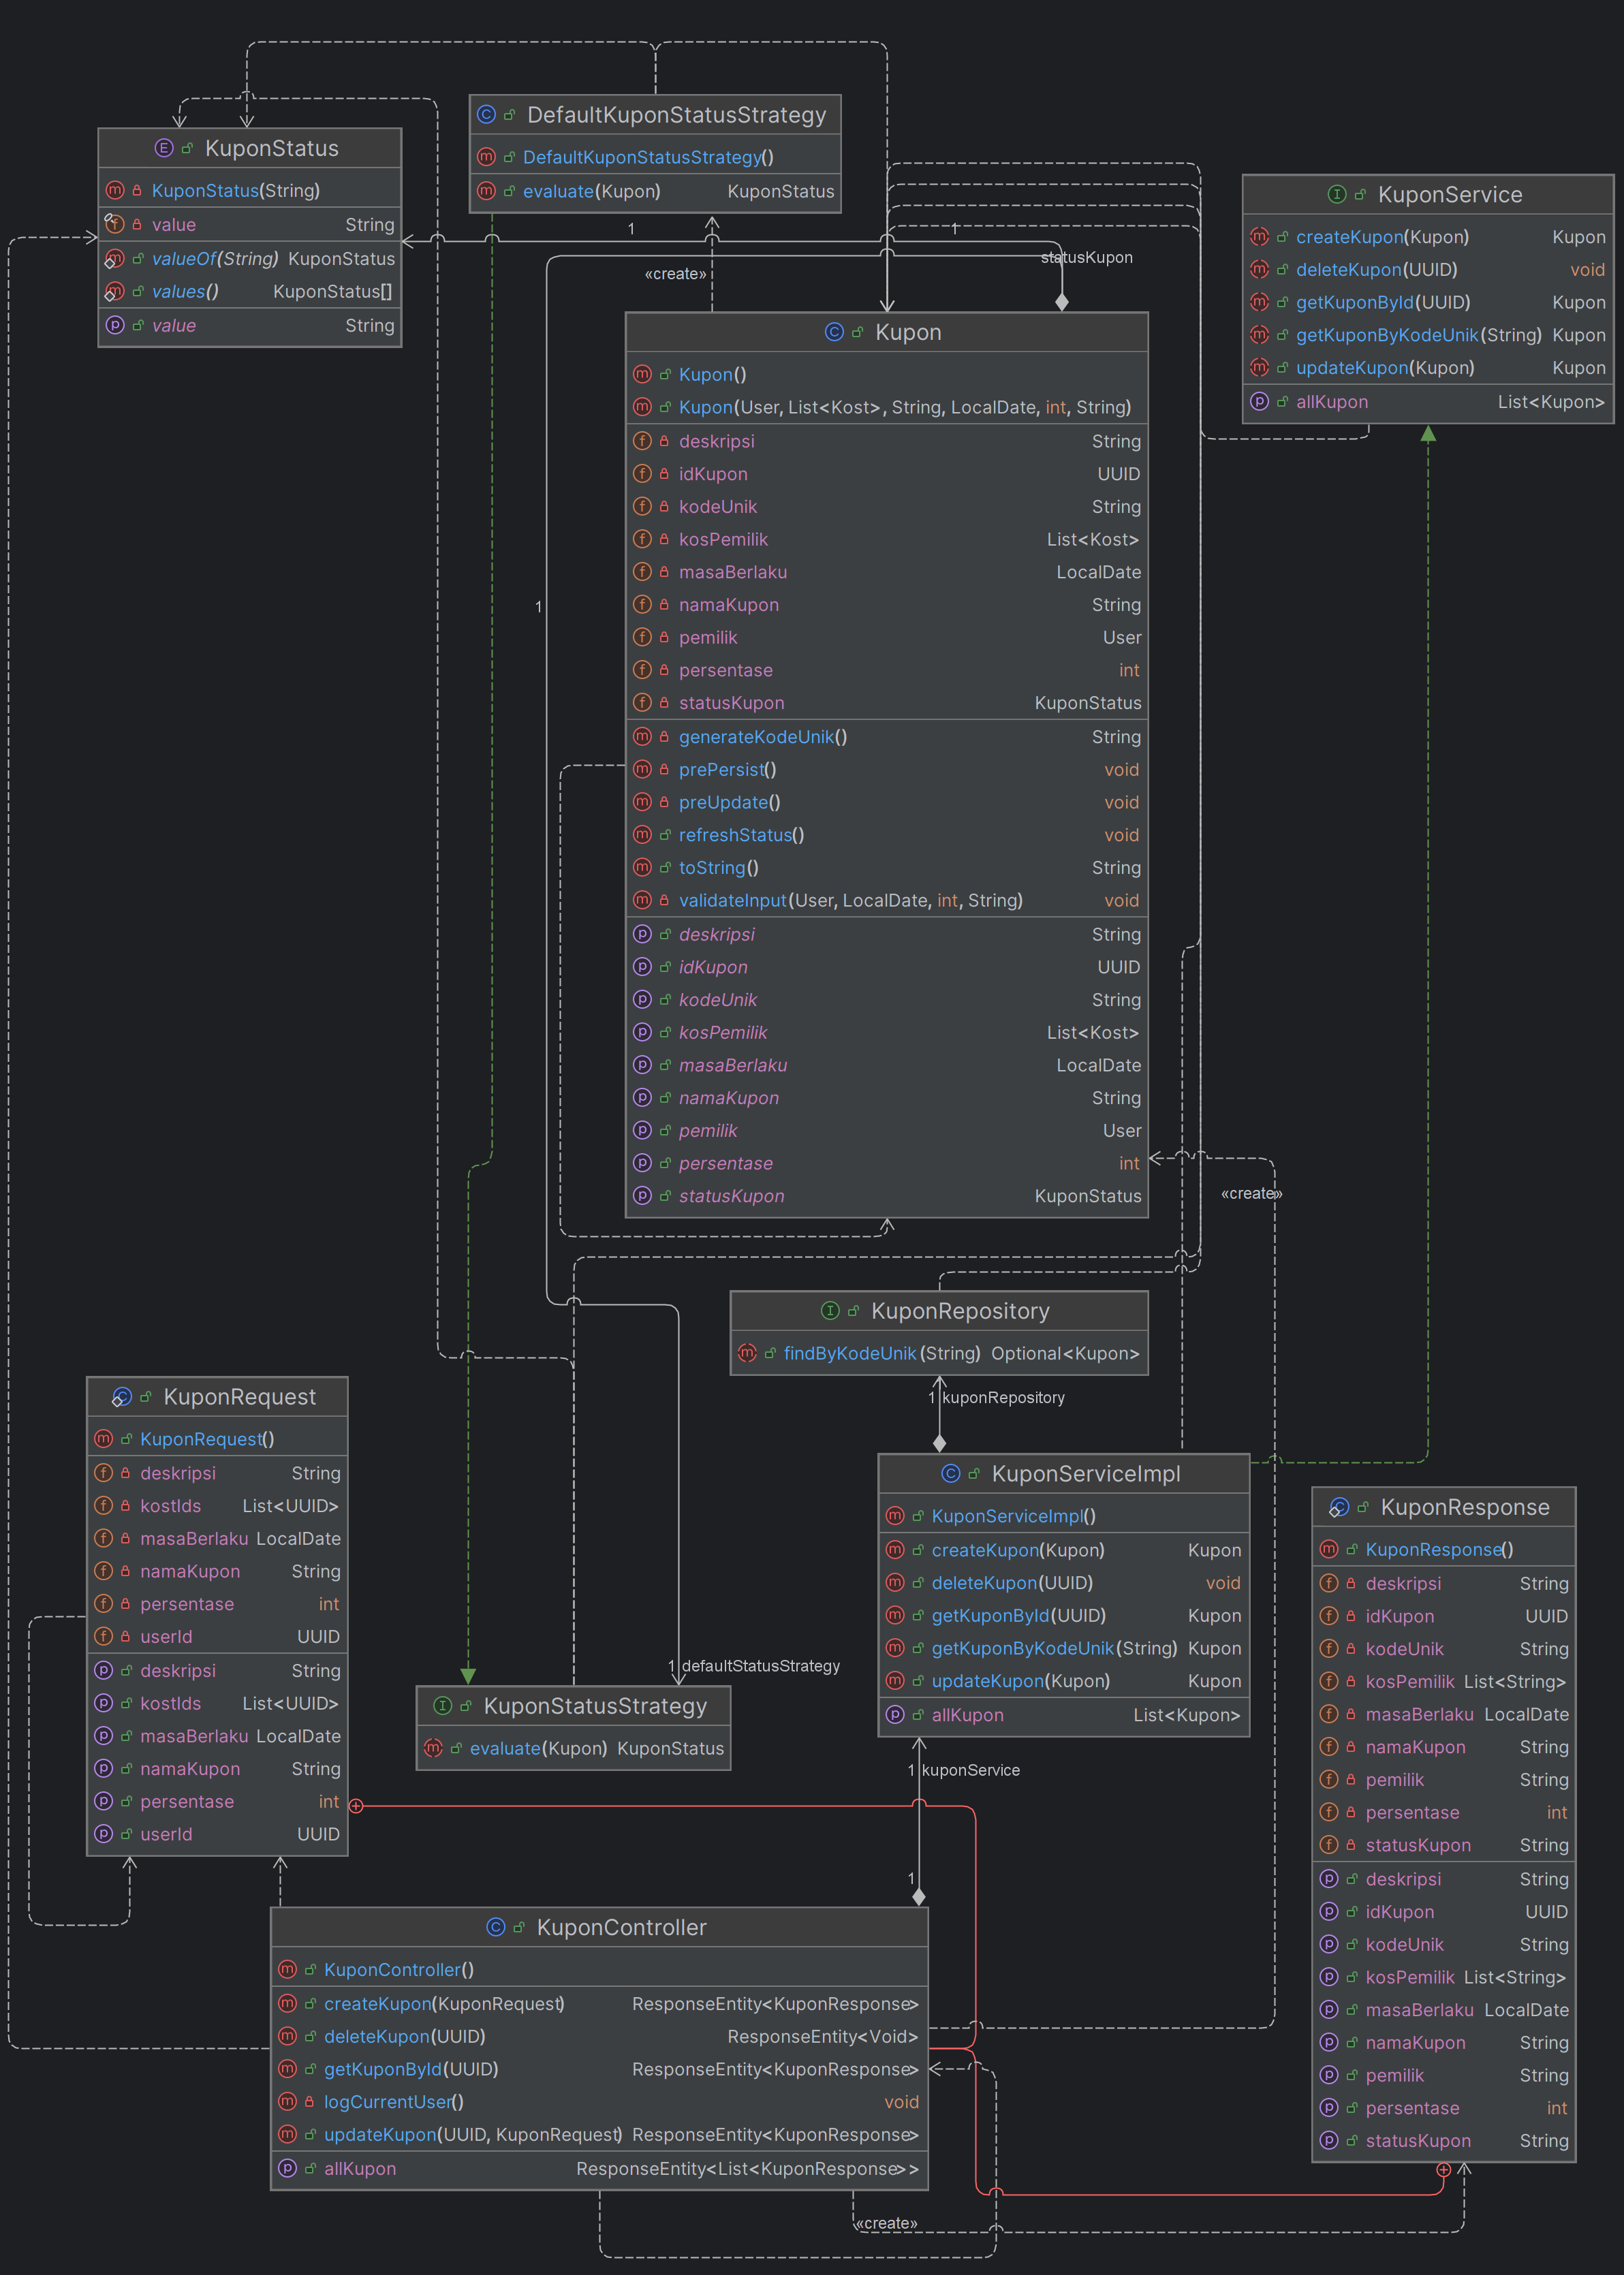 DefaultKuponStatusStrategy
DefaultKuponStatusStrategy()
evaluate(Kupon) KuponStatus
KuponStatus
KuponStatus(String)
value String
valueOf(String) KuponStatus
values() KuponStatus[]
value String
KuponService
createKupon(Kupon) Kupon
deleteKupon(UUID) void
getKuponById(UUID) Kupon
getKuponByKodeUnik(String) Kupon
updateKupon(Kupon) Kupon
allKupon List<Kupon>
1
1
statusKupon
«create»
Kupon
Kupon()
Kupon(User, List<Kost>, String, LocalDate, int, String)
deskripsi String
idKupon UUID
kodeUnik String
kosPemilik List<Kost>
masaBerlaku LocalDate
namaKupon String
pemilik User
persentase int
statusKupon KuponStatus
generateKodeUnik() String
prePersist() void
preUpdate() void
refreshStatus() void
toString() String
validateInput(User, LocalDate, int, String) void
deskripsi String
idKupon UUID
kodeUnik String
kosPemilik List<Kost>
masaBerlaku LocalDate
namaKupon String
pemilik User
persentase int
statusKupon KuponStatus
1
«create»
KuponRepository
findByKodeUnik(String) Optional<Kupon>
1 kuponRepository
KuponRequest
KuponRequest()
deskripsi String
kostIds List<UUID>
masaBerlaku LocalDate
namaKupon String
persentase int
userId UUID
deskripsi String
kostIds List<UUID>
masaBerlaku LocalDate
namaKupon String
persentase int
userId UUID
KuponServiceImpl
KuponServiceImpl()
createKupon(Kupon) Kupon
deleteKupon(UUID) void
getKuponById(UUID) Kupon
getKuponByKodeUnik(String) Kupon
updateKupon(Kupon) Kupon
allKupon List<Kupon>
KuponResponse
KuponResponse()
deskripsi String
idKupon UUID
kodeUnik String
kosPemilik List<String>
masaBerlaku LocalDate
namaKupon String
pemilik String
persentase int
statusKupon String
deskripsi String
idKupon UUID
kodeUnik String
kosPemilik List<String>
masaBerlaku LocalDate
namaKupon String
pemilik String
persentase int
statusKupon String
1 defaultStatusStrategy
KuponStatusStrategy
evaluate(Kupon) KuponStatus
1 kuponService
1
KuponController
KuponController()
createKupon(KuponRequest) ResponseEntity<KuponResponse>
deleteKupon(UUID) ResponseEntity<Void>
getKuponById(UUID) ResponseEntity<KuponResponse>
logCurrentUser() void
updateKupon(UUID, KuponRequest) ResponseEntity<KuponResponse>
allKupon ResponseEntity<List<KuponResponse>>
«create»